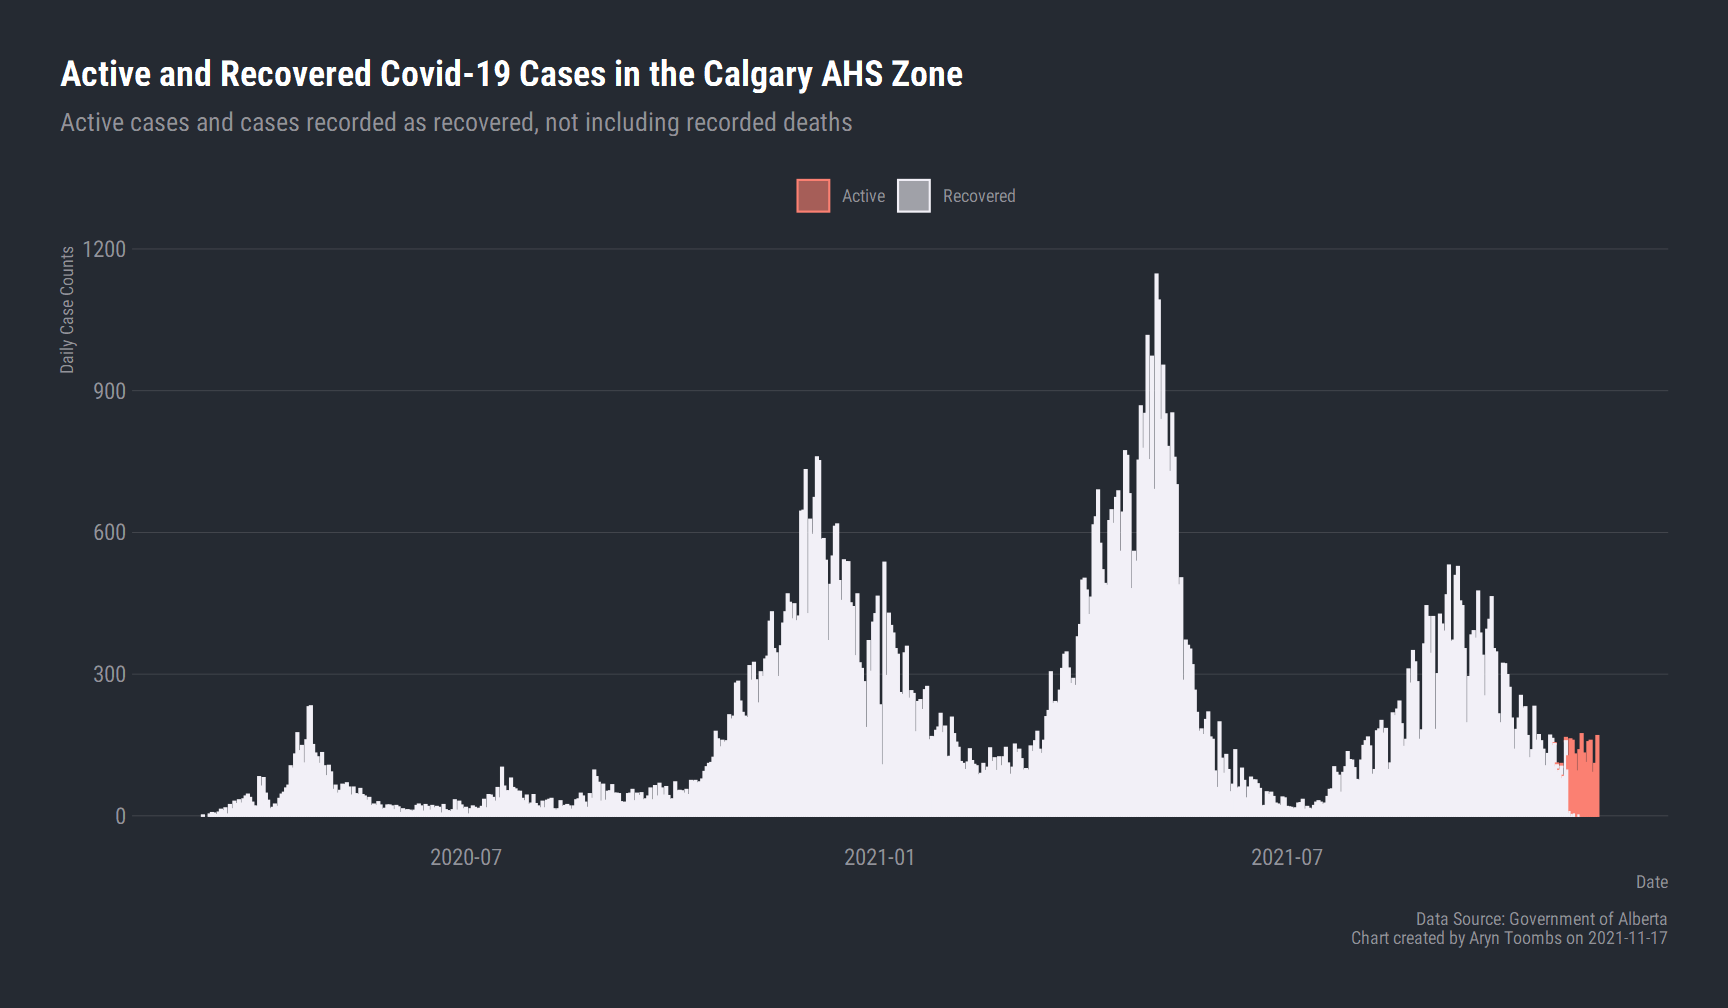 Active and Recovered Covid-19 Cases in the Calgary AHS Zone
Active cases and cases recorded as recovered, not including recorded deaths
Active Recovered
Daily Case Counts
1200
900
600
300
0
2020-07 2021-01 2021-07
Date
Data Source: Government of Alberta
Chart created by Aryn Toombs on 2021-11-17